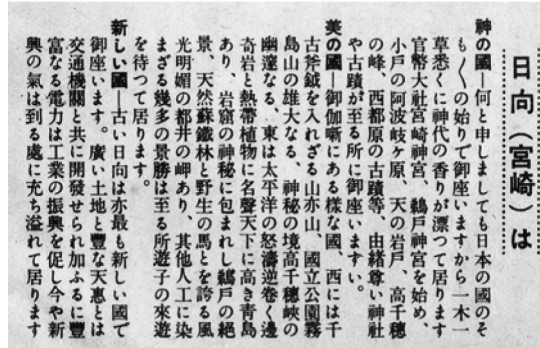 日向(宮崎)は
神の國―何と申しましても日本の國のそ
も〱の始りで御座いますから一木一
草悉くに神代の香りが漂つて居ります
官幣大社宮崎神宮、鵜戸神宮を始め、
小戸の阿波岐ヶ原、天の岩戸、高千穗
の峰、西都原の古蹟等、由緒尊い神社
や古蹟が至る所に御座いますい。
美の國―御伽噺にある樣な國、西には千
古斧鉞を入れざる山亦山、國立公園霧
島山の雄大なる、神秘の境高千穗峽の
幽邃なる、東は太平洋の怒濤逆卷く邊
奇岩と熱帶植物に名聲天下に高き青島
あり、岩窟の神秘に包まれし鵜戸の絕
景、天然蘇鐵林と野生の馬とを誇る風
光明媚の都井の岬あり、其他人工に染
まざる幾多の景勝は至る所遊子の來遊
を待つて居ります。
新しい國―古い日向は亦最も新しい國で
御座います。廣い土地と豐な天惠とは
交通機關と共に開發せられ加ふるに豐
富なる電力は工業の振興を促し今や新
興の氣は到る處に充ち溢れて居ります